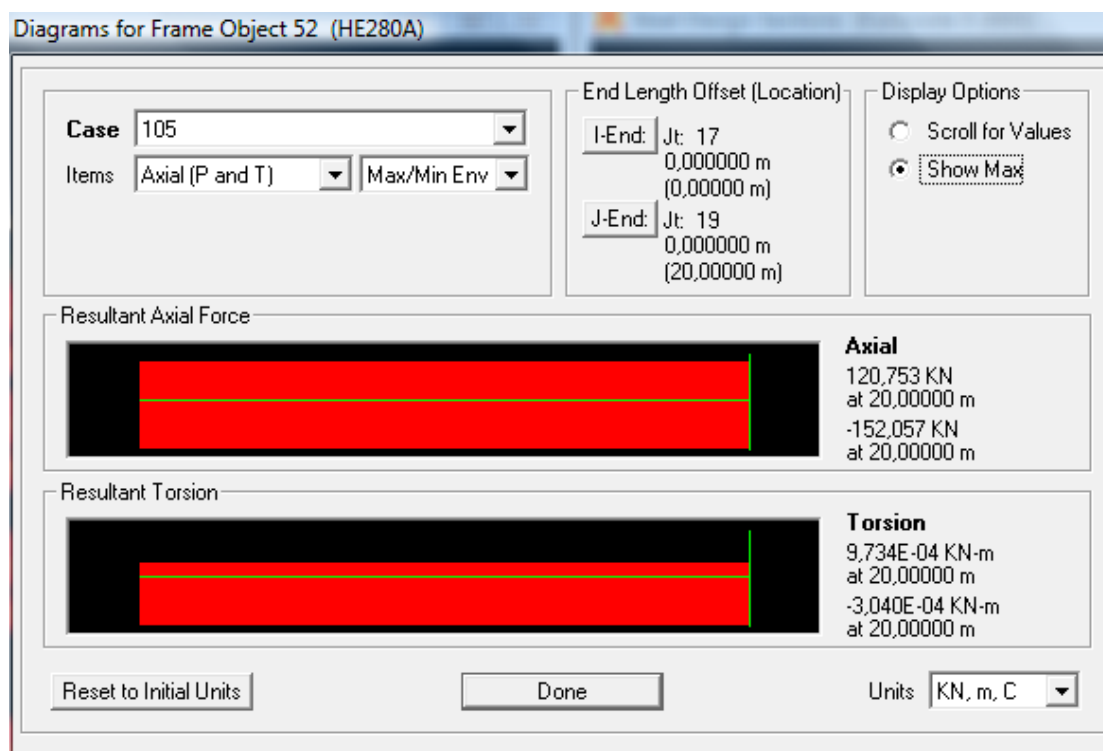 Diagrams for Frame Object 52 (HE280A)
Case 105
Items Axial (P and T) Max/Min Env
End Length Offset (Location)
I-End: Jt: 17
0,000000 m
(0,00000 m)
J-End: Jt: 19
0,000000 m
(20,00000 m)
Display Options
Scroll for Values
Show Max
Resultant Axial Force
Axial
120,753 KN
at 20,00000 m
-152,057 KN
at 20,00000 m
Resultant Torsion
Torsion
9,734E-04 KN-m
at 20,00000 m
-3,040E-04 KN-m
at 20,00000 m
Reset to Initial Units
Done
Units KN, m, C